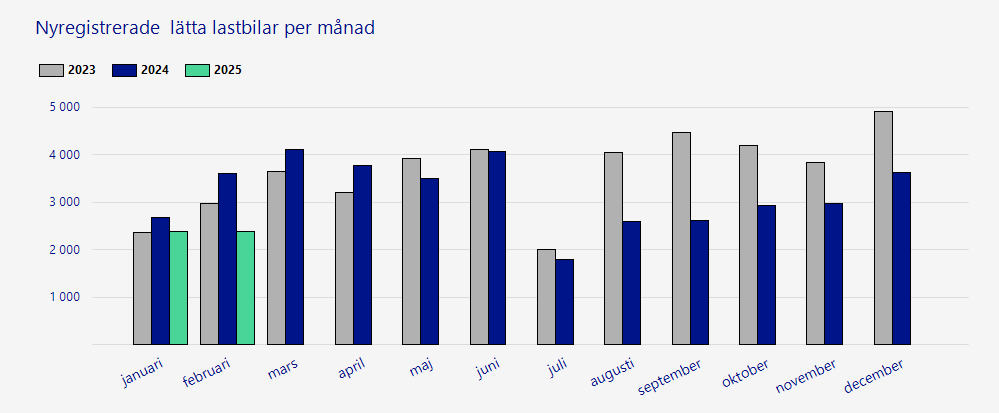 Nyregistrerade  lätta lastbilar per månad
2023 2024 2025
5 000
4 000
3 000
2 000
1 000
januari februari mars april maj juni juli augusti september oktober november december